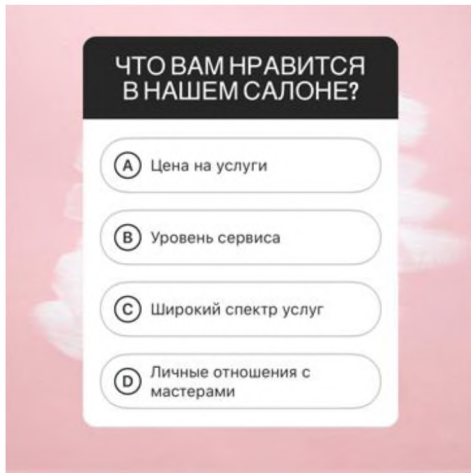 ЧТО ВАМ НРАВИТСЯ
В НАШЕМ САЛОНЕ?
A Цена на услуги
B Уровень сервиса
C Широкий спектр услуг
D Личные отношения с
мастерами